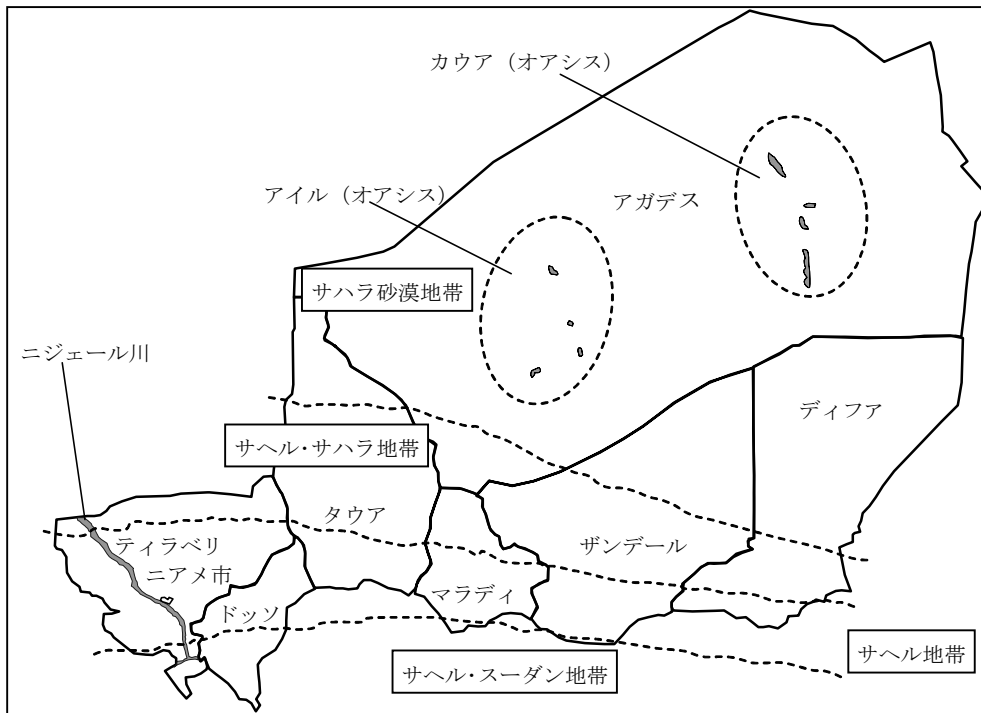 カウア（オアシス）
アイル（オアシス）
アガデス
サハラ砂漠地帯
ニジェール川
ディファ
サヘル・サハラ地帯
タウア
ティラベリ
ザンデール
ニアメ市
マラディ
ドッソ
サヘル地帯
サヘル・スーダン地帯